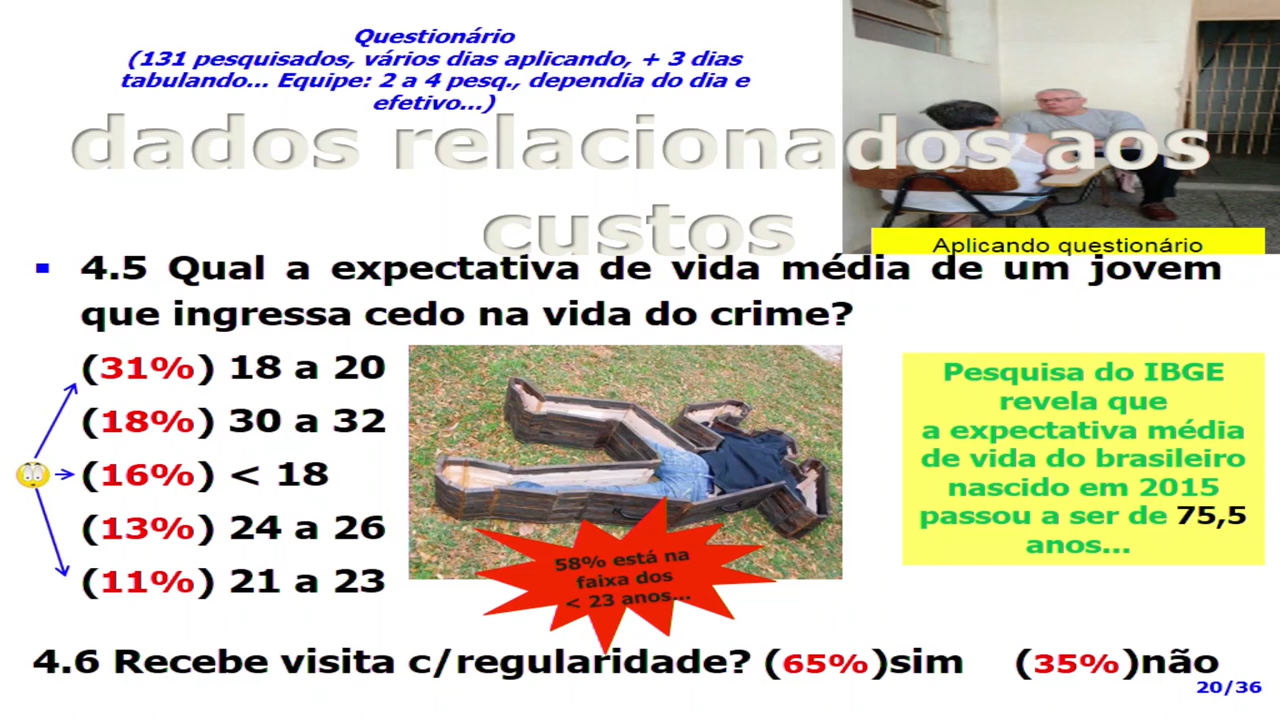 Questionário
(131 pesquisados, vários dias aplicando, + 3 dias
tabulando... Equipe: 2 a 4 pesq., dependia do dia e
efetivo...)
dados relacionados aos
custos
Aplicando questionário
4.5 Qual a expectativa de vida média de um jovem
que ingressa cedo na vida do crime?
(31%) 18 a 20
(18%) 30 a 32
(16%) < 18
(13%) 24 a 26
(11%) 21 a 23
58% está na
faixa dos
< 23 anos...
Pesquisa do IBGE
revela que
a expectativa média
de vida do brasileiro
nascido em 2015
passou a ser de 75,5
anos...
4.6 Recebe visita c/regularidade? (65%)sim (35%)não
20/36